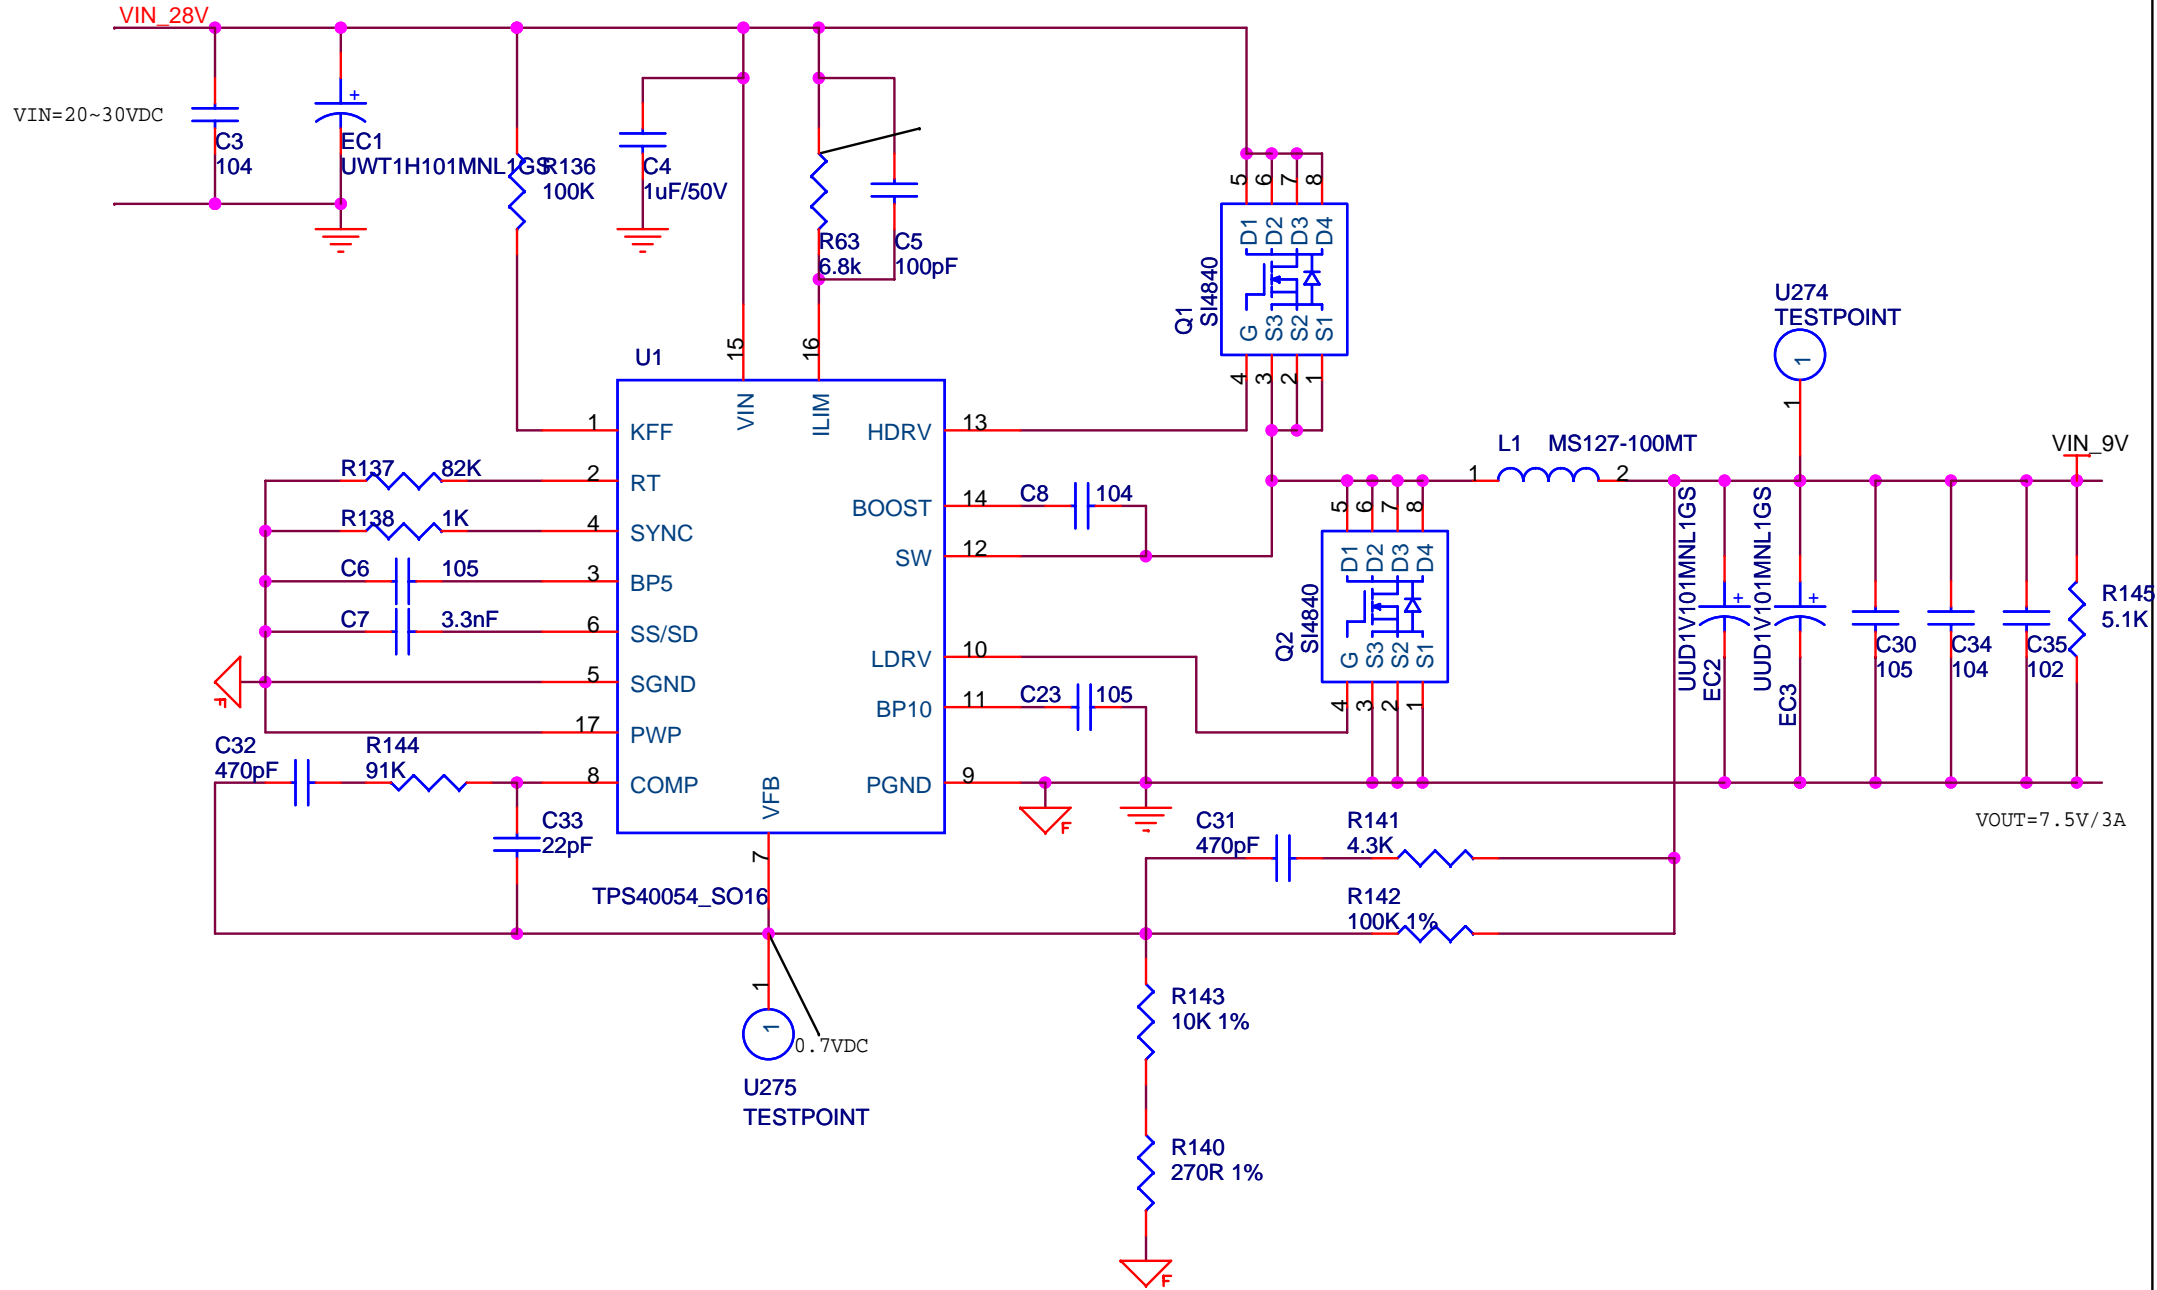 VIN_28V
VIN=20~30VDC
C3
104
EC1
UWT1H101MNL1GS
R136
100K
C4
1uF/50V
R63
6.8k
C5
100pF
5
6
7
8
D1
D2
D3
D4
Q1
SI4840
G
S3
S2
S1
4
3
2
1
U274
TESTPOINT
1
1
U1
15
16
VIN
ILIM
1
KFF
HDRV
13
L1
MS127-100MT
1
2
VIN_9V
R137
82K
2
RT
R138
1K
4
SYNC
BOOST
14
C8
104
SW
12
C6
105
3
BP5
C7
3.3nF
6
SS/SD
5
SGND
LDRV
10
17
PWP
BP10
11
C23
105
5
6
7
8
D1
D2
D3
D4
Q2
SI4840
G
S3
S2
S1
4
3
2
1
UUD1V101MNL1GS
EC2
UUD1V101MNL1GS
EC3
C30
105
C34
104
C35
102
R145
5.1K
F
C32
470pF
R144
91K
8
COMP
VFB
PGND
9
F
C33
22pF
7
TPS40054_SO16
C31
470pF
R141
4.3K
R142
100K 1%
VOUT=7.5V/3A
1
1
0.7VDC
U275
TESTPOINT
R143
10K 1%
R140
270R 1%
F